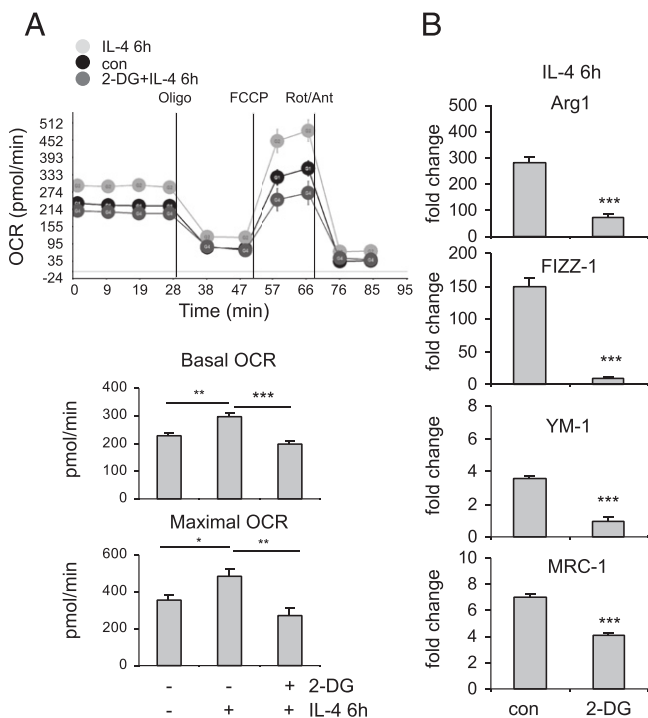 A
IL-4 6h
con
2-DG+IL-4 6h
Oligo FCCP Rot/Ant
OCR (pmol/min)
512
452
393
333
274
214
155
95
35
-24
0 9 19 28 38 47 57 66 76 85 95
Time (min)
Basal OCR
pmol/min
400
300
200
100
0
** ***
Maximal OCR
pmol/min
600
400
200
0
* **
- - + 2-DG
- + + IL-4 6h
B
IL-4 6h
Arg1
fold change
500
400
300
200
100
0
***
FIZZ-1
fold change
200
150
100
50
0
***
YM-1
fold change
8
6
4
2
0
***
MRC-1
fold change
10
8
6
4
2
0
***
con 2-DG